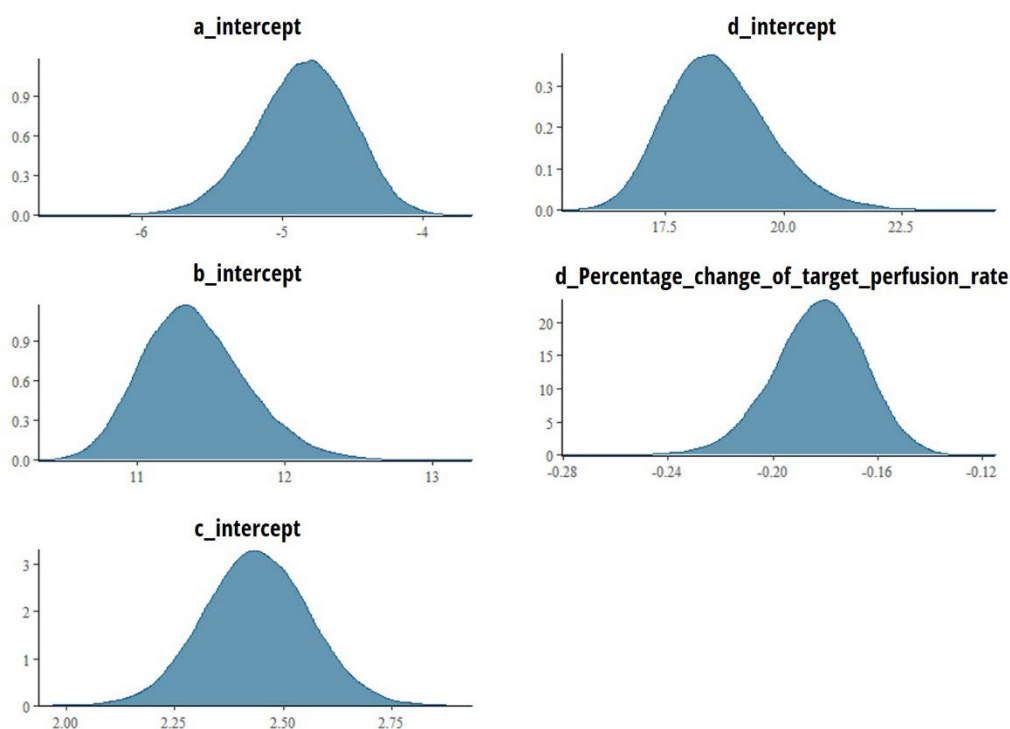 a_intercept
0.9
0.6
0.3
0.0
-6 -5 -4
d_intercept
0.3
0.2
0.1
0.0
17.5 20.0 22.5
b_intercept
0.9
0.6
0.3
0.0
11 12 13
d_Percentage_change_of_target_perfusion_rate
20
15
10
5
0
-0.28 -0.24 -0.20 -0.16 -0.12
c_intercept
3
2
1
0
2.00 2.25 2.50 2.75